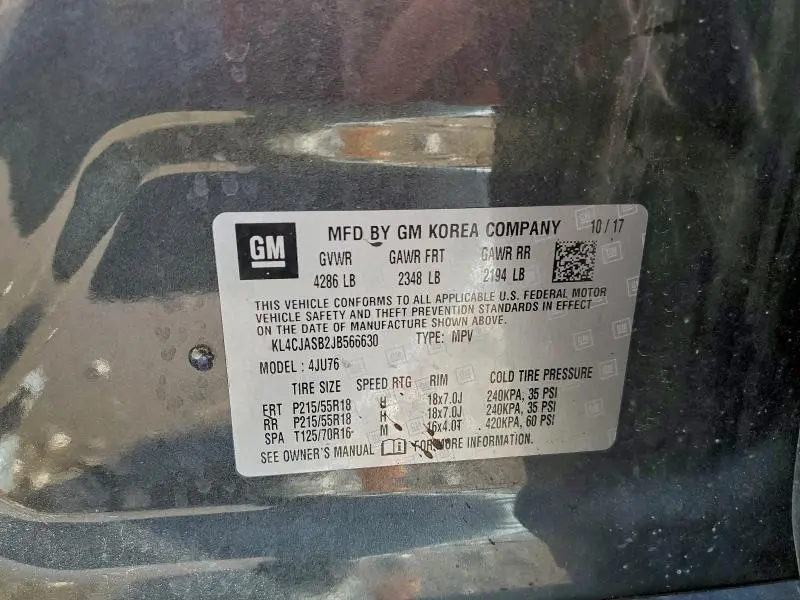 GM
MFD BY GM KOREA COMPANY 10 / 17
GVWR GAWR FRT GAWR RR
4286 LB 2348 LB 2194 LB
THIS VEHICLE CONFORMS TO ALL APPLICABLE U.S. FEDERAL MOTOR
VEHICLE SAFETY AND THEFT PREVENTION STANDARDS IN EFFECT
ON THE DATE OF MANUFACTURE SHOWN ABOVE.
KL4CJASB2JB566630 TYPE: MPV
MODEL : 4JU76
TIRE SIZE SPEED RTG RIM COLD TIRE PRESSURE
FRT P215/55R18 H 18x7.0J 240KPA, 35 PSI
RR P215/55R18 H 18x7.0J 240KPA, 35 PSI
SPA T125/70R16 M 16x4.0T 420KPA, 60 PSI
SEE OWNER'S MANUAL FOR MORE INFORMATION.